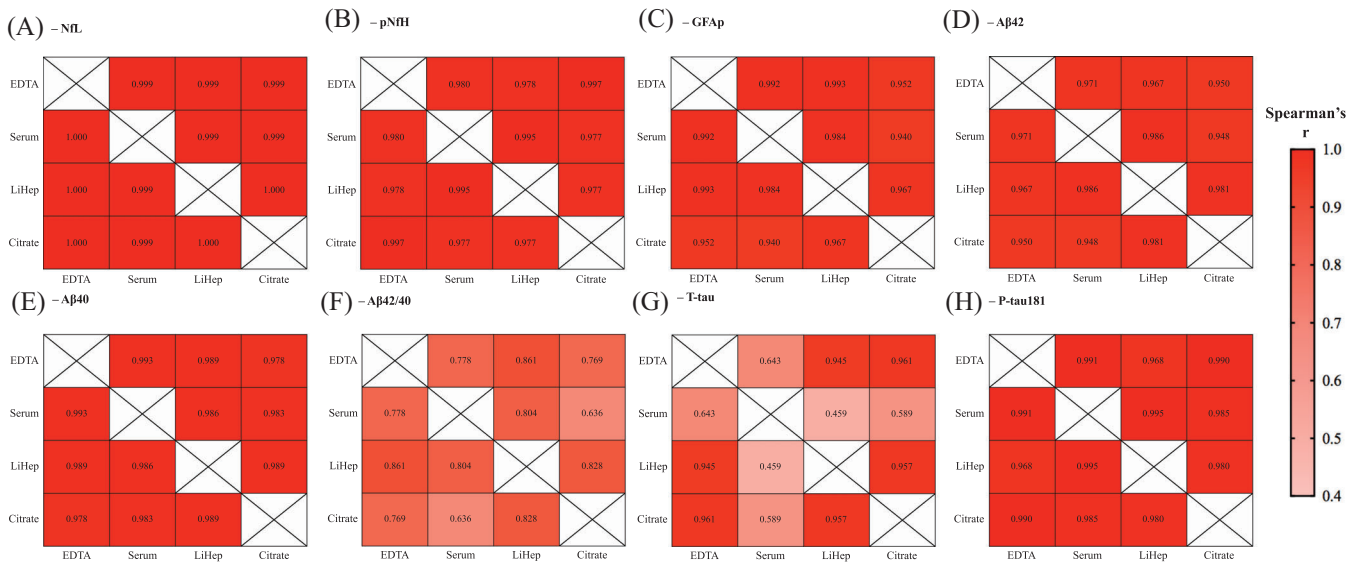 (A) – NfL
(B) – pNfH
(C) – GFAp
(D) – Aβ42
EDTA 0.999 0.999 0.999
Serum 1.000 0.999 0.999
LiHep 1.000 0.999 1.000
Citrate 1.000 0.999 1.000
EDTA Serum LiHep Citrate
EDTA 0.980 0.978 0.997
Serum 0.980 0.995 0.977
LiHep 0.978 0.995 0.977
Citrate 0.997 0.977 0.977
EDTA Serum LiHep Citrate
EDTA 0.992 0.993 0.952
Serum 0.992 0.984 0.940
LiHep 0.993 0.984 0.967
Citrate 0.952 0.940 0.967
EDTA Serum LiHep Citrate
EDTA 0.971 0.967 0.950
Serum 0.971 0.986 0.948
LiHep 0.967 0.986 0.981
Citrate 0.950 0.948 0.981
EDTA Serum LiHep Citrate
(E) – Aβ40
(F) – Aβ42/40
(G) – T-tau
(H) – P-tau181
EDTA 0.993 0.989 0.978
Serum 0.993 0.986 0.983
LiHep 0.989 0.986 0.989
Citrate 0.978 0.983 0.989
EDTA Serum LiHep Citrate
EDTA 0.778 0.861 0.769
Serum 0.778 0.804 0.636
LiHep 0.861 0.804 0.828
Citrate 0.769 0.636 0.828
EDTA Serum LiHep Citrate
EDTA 0.643 0.945 0.961
Serum 0.643 0.459 0.589
LiHep 0.945 0.459 0.957
Citrate 0.961 0.589 0.957
EDTA Serum LiHep Citrate
EDTA 0.991 0.968 0.990
Serum 0.991 0.995 0.985
LiHep 0.968 0.995 0.980
Citrate 0.990 0.985 0.980
EDTA Serum LiHep Citrate
Spearman's
r
1.0
0.9
0.8
0.7
0.6
0.5
0.4